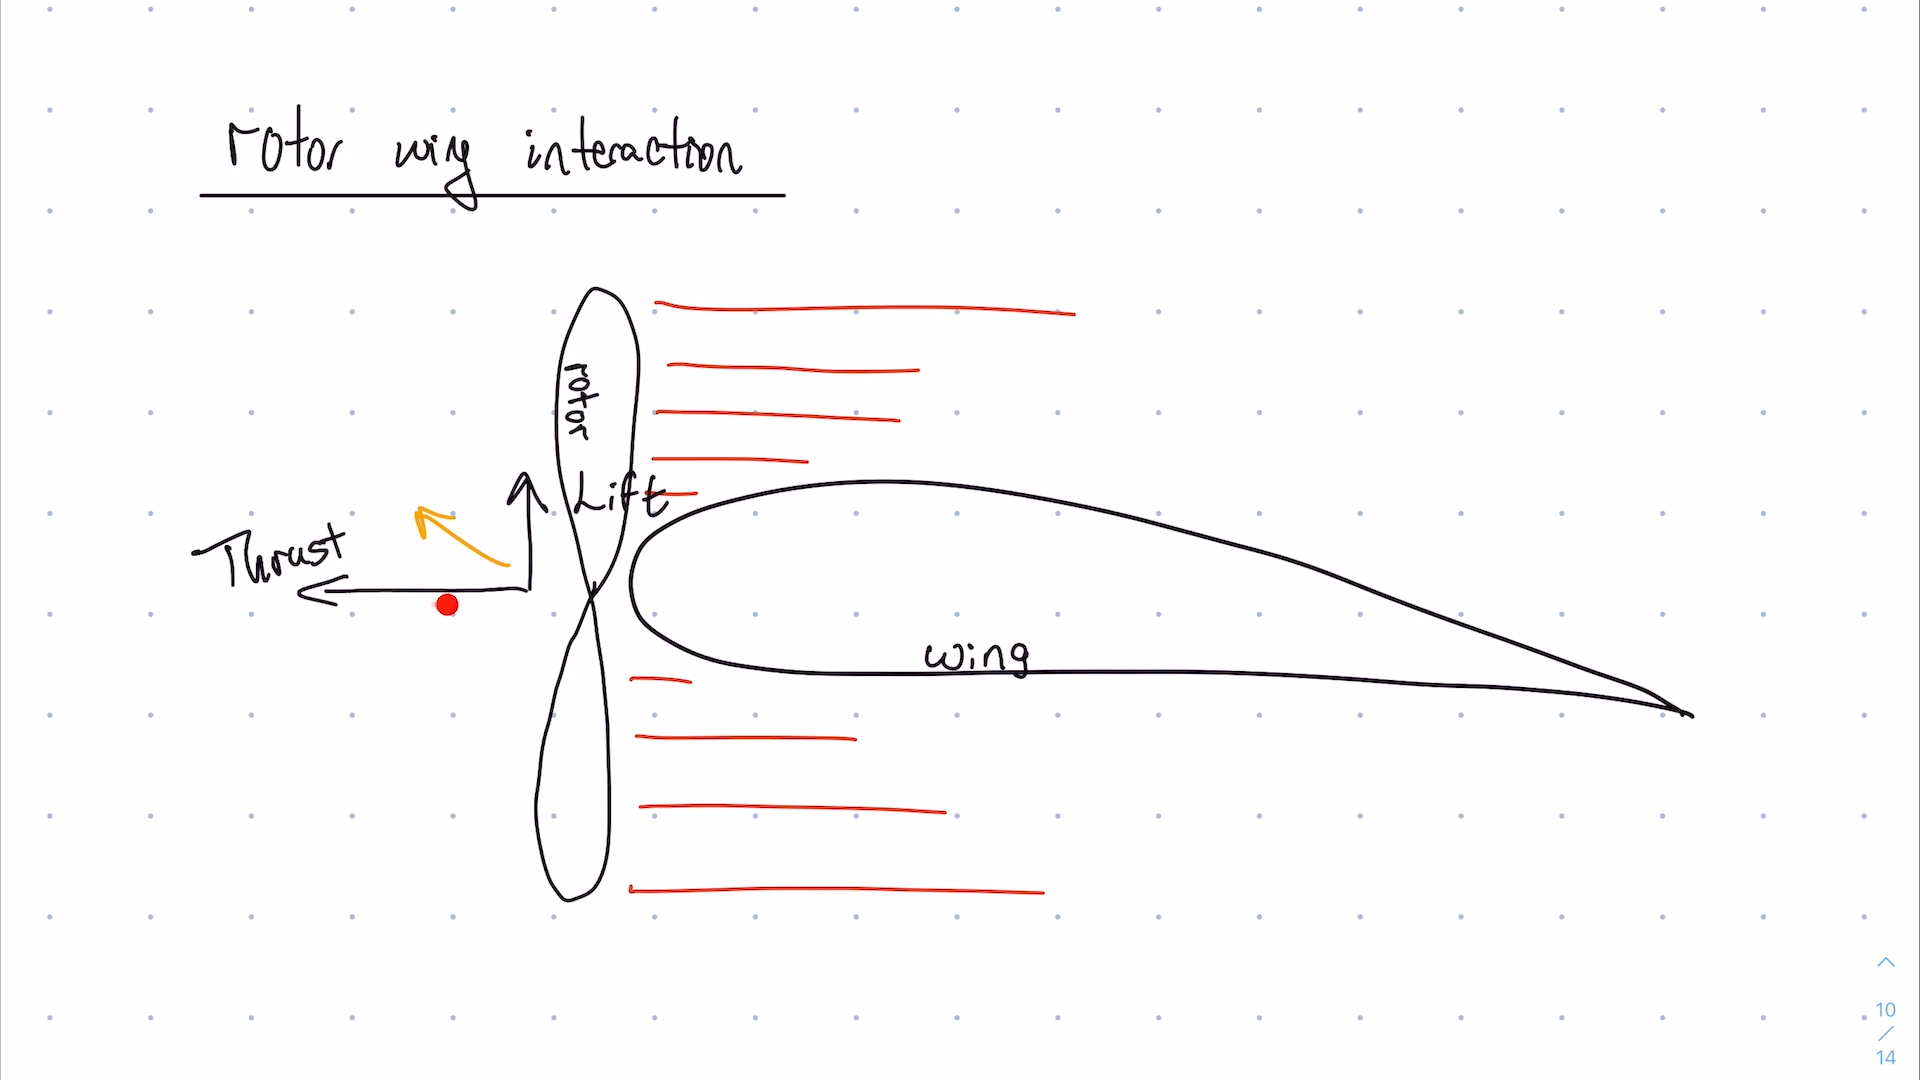 rotor wing interaction
rotor
Lift
Thrust
wing
10
/
14